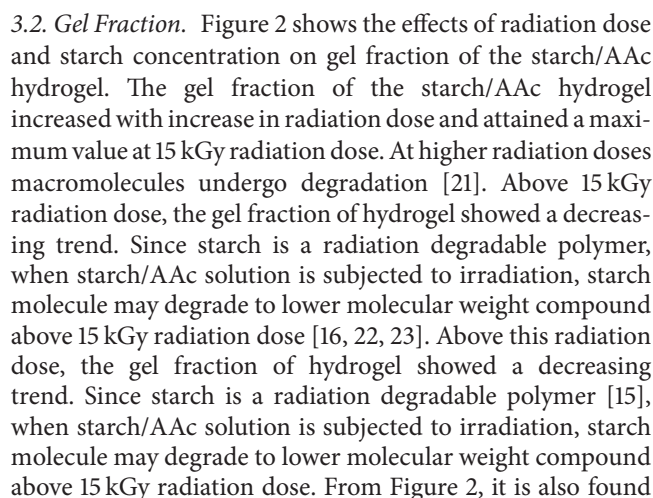 3.2. Gel Fraction. Figure 2 shows the effects of radiation dose
and starch concentration on gel fraction of the starch/AAc
hydrogel. The gel fraction of the starch/AAc hydrogel
increased with increase in radiation dose and attained a maxi-
mum value at 15 kGy radiation dose. At higher radiation doses
macromolecules undergo degradation [21]. Above 15 kGy
radiation dose, the gel fraction of hydrogel showed a decreas-
ing trend. Since starch is a radiation degradable polymer,
when starch/AAc solution is subjected to irradiation, starch
molecule may degrade to lower molecular weight compound
above 15 kGy radiation dose [16, 22, 23]. Above this radiation
dose, the gel fraction of hydrogel showed a decreasing
trend. Since starch is a radiation degradable polymer [15],
when starch/AAc solution is subjected to irradiation, starch
molecule may degrade to lower molecular weight compound
above 15 kGy radiation dose. From Figure 2, it is also found